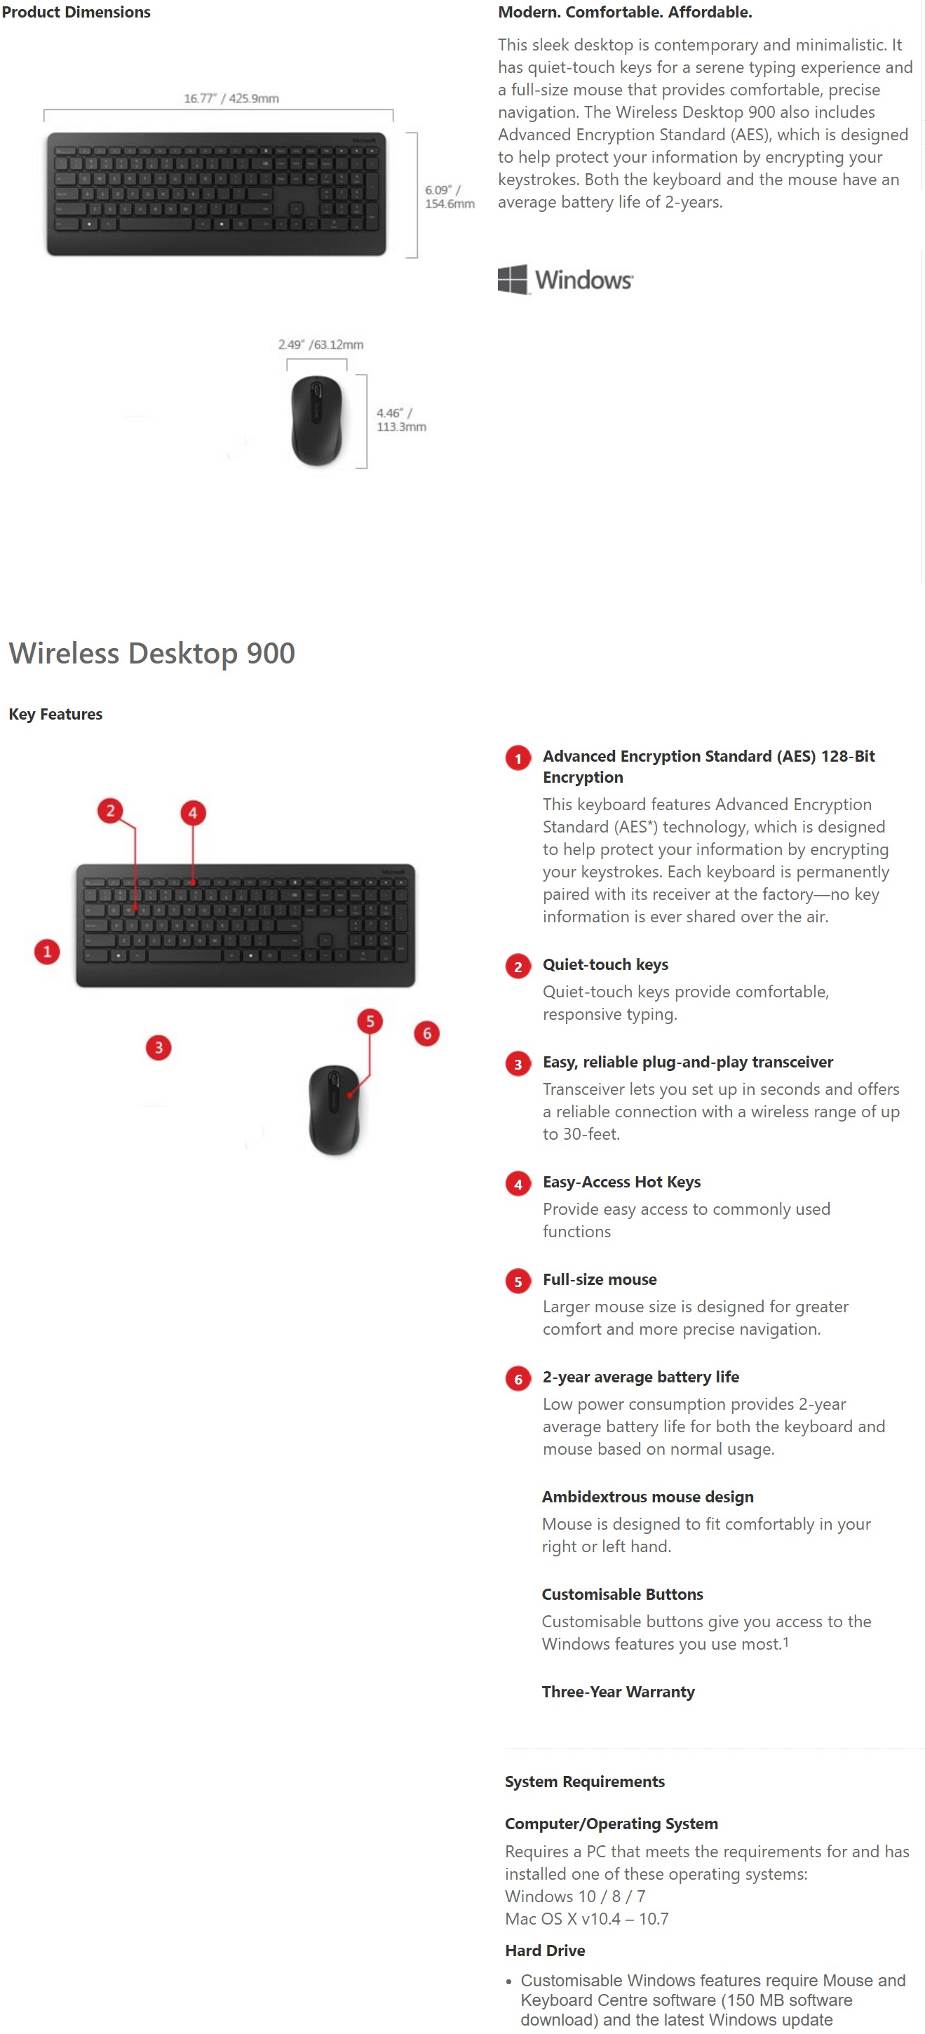 Product Dimensions
16.77" / 425.9mm
6.09" /
154.6mm
2.49" /63.12mm
4.46" /
113.3mm
Modern. Comfortable. Affordable.
This sleek desktop is contemporary and minimalistic. It
has quiet-touch keys for a serene typing experience and
a full-size mouse that provides comfortable, precise
navigation. The Wireless Desktop 900 also includes
Advanced Encryption Standard (AES), which is designed
to help protect your information by encrypting your
keystrokes. Both the keyboard and the mouse have an
average battery life of 2-years.
Windows
Wireless Desktop 900
Key Features
2
4
1
3
5
6
1 Advanced Encryption Standard (AES) 128-Bit
Encryption
This keyboard features Advanced Encryption
Standard (AES*) technology, which is designed
to help protect your information by encrypting
your keystrokes. Each keyboard is permanently
paired with its receiver at the factory—no key
information is ever shared over the air.
2 Quiet-touch keys
Quiet-touch keys provide comfortable,
responsive typing.
3 Easy, reliable plug-and-play transceiver
Transceiver lets you set up in seconds and offers
a reliable connection with a wireless range of up
to 30-feet.
4 Easy-Access Hot Keys
Provide easy access to commonly used
functions
5 Full-size mouse
Larger mouse size is designed for greater
comfort and more precise navigation.
6 2-year average battery life
Low power consumption provides 2-year
average battery life for both the keyboard and
mouse based on normal usage.
Ambidextrous mouse design
Mouse is designed to fit comfortably in your
right or left hand.
Customisable Buttons
Customisable buttons give you access to the
Windows features you use most.¹
Three-Year Warranty
System Requirements
Computer/Operating System
Requires a PC that meets the requirements for and has
installed one of these operating systems:
Windows 10 / 8 / 7
Mac OS X v10.4 – 10.7
Hard Drive
• Customisable Windows features require Mouse and
Keyboard Centre software (150 MB software
download) and the latest Windows update